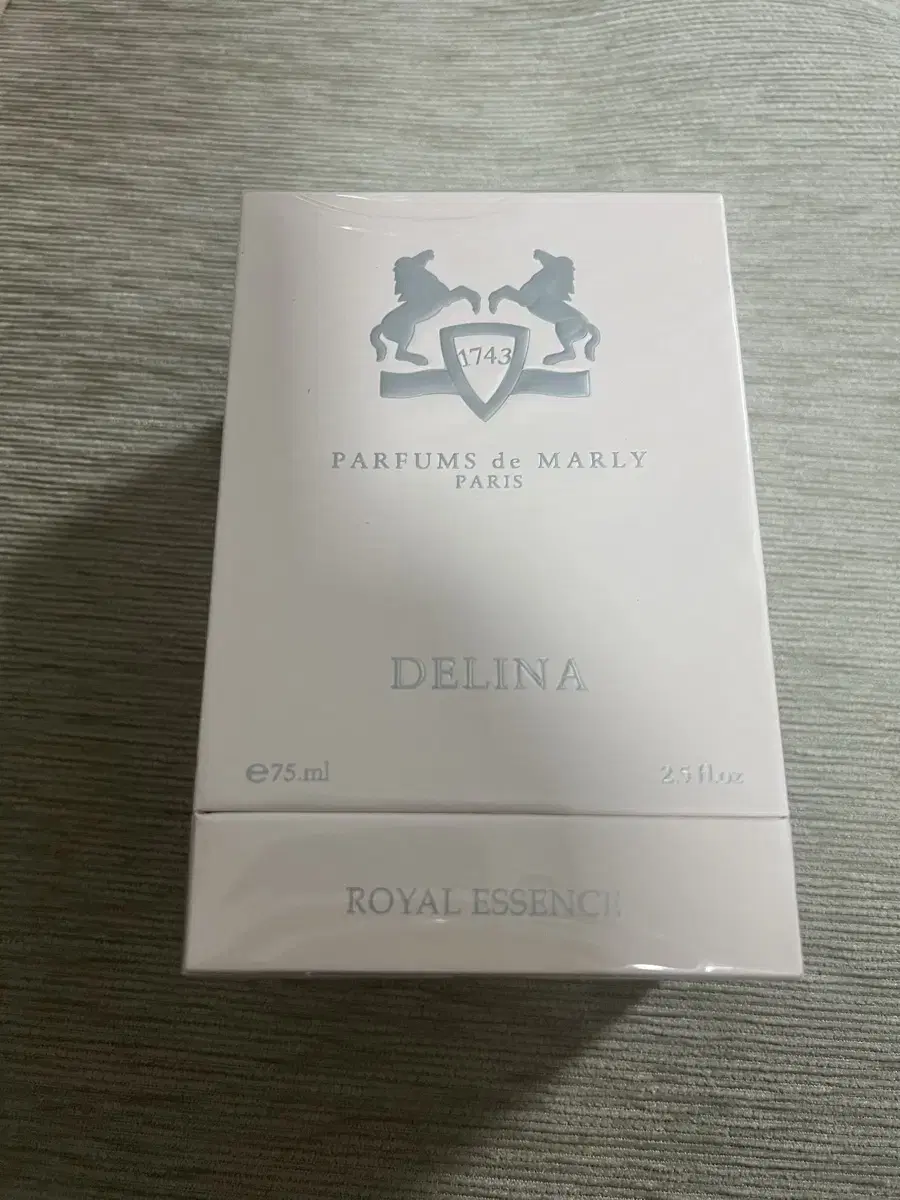 1743
PARFUMS de MARLY
PARIS
DELINA
℮75.ml
2.5 fl.oz
ROYAL ESSENCE